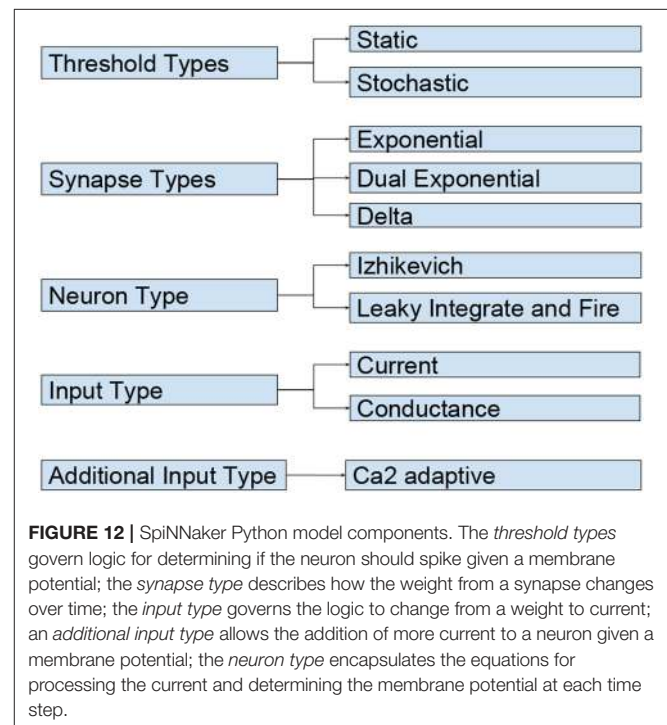 Threshold Types
Static
Stochastic
Synapse Types
Exponential
Dual Exponential
Delta
Neuron Type
Izhikevich
Leaky Integrate and Fire
Input Type
Current
Conductance
Additional Input Type
Ca2 adaptive
FIGURE 12 | SpiNNaker Python model components. The threshold types
govern logic for determining if the neuron should spike given a membrane
potential; the synapse type describes how the weight from a synapse changes
over time; the input type governs the logic to change from a weight to current;
an additional input type allows the addition of more current to a neuron given a
membrane potential; the neuron type encapsulates the equations for
processing the current and determining the membrane potential at each time
step.